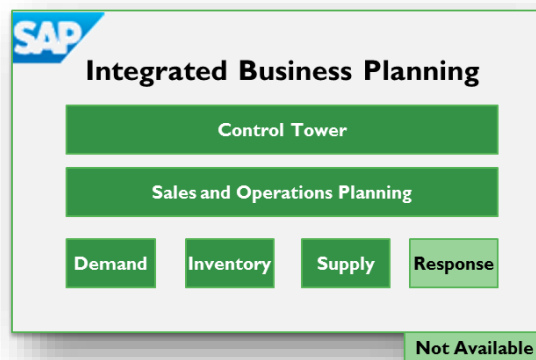 SAP
Integrated Business Planning
Control Tower
Sales and Operations Planning
Demand Inventory Supply Response
Not Available